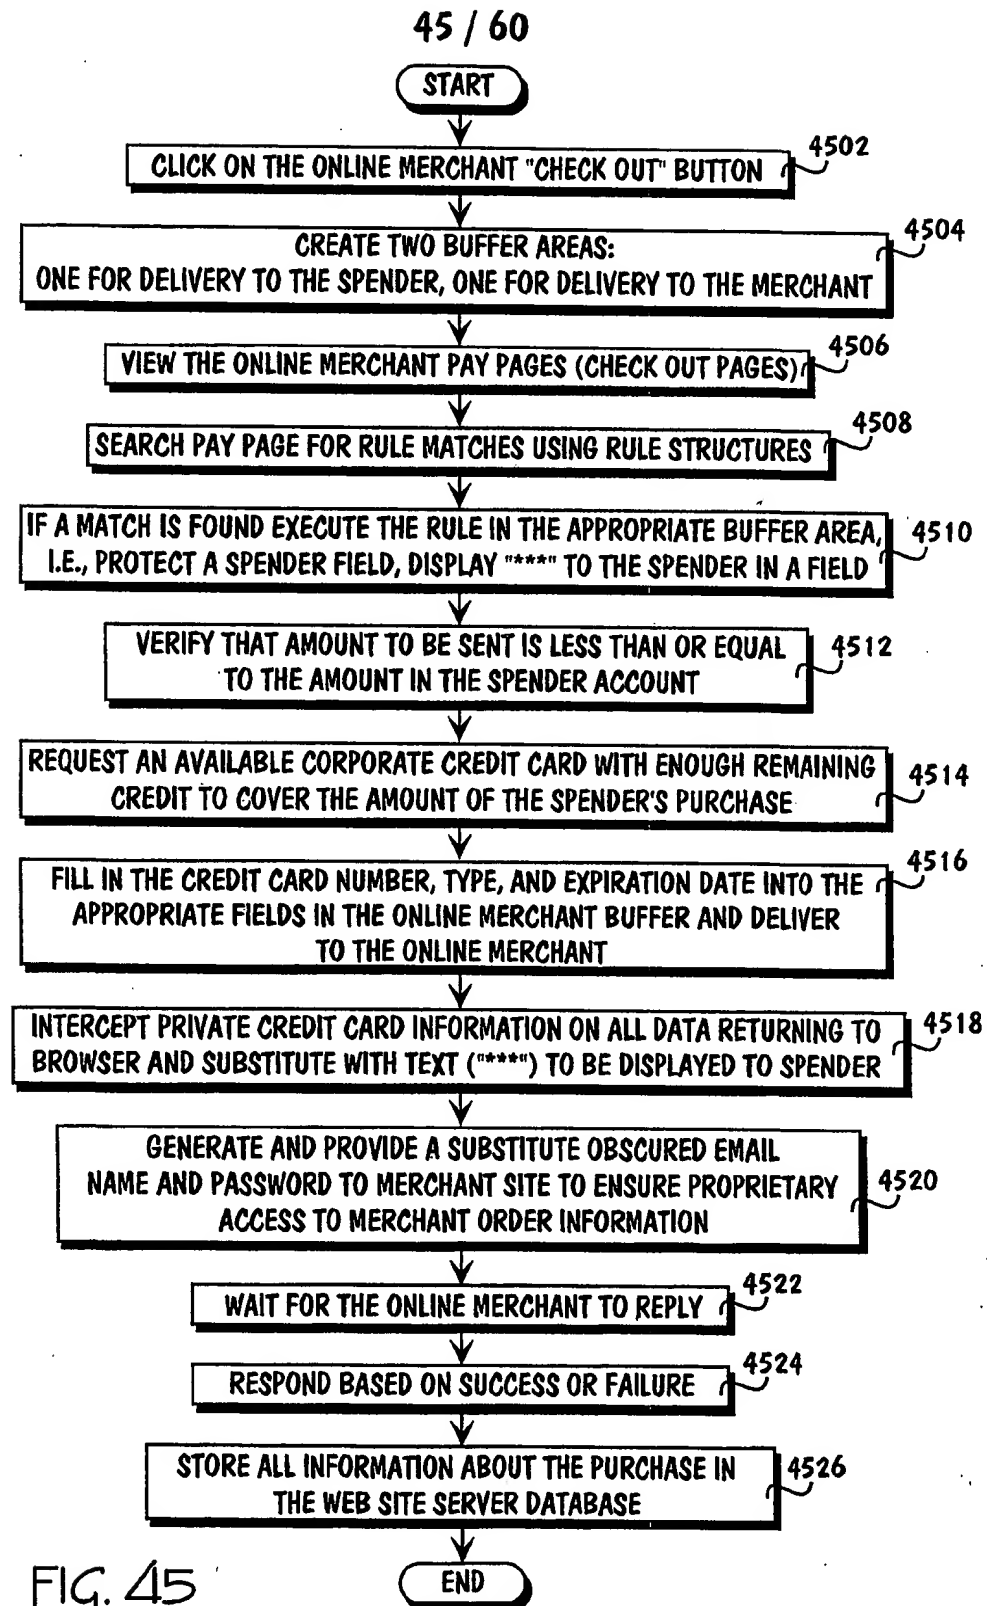 45 / 60
START
CLICK ON THE ONLINE MERCHANT "CHECK OUT" BUTTON
4502
CREATE TWO BUFFER AREAS:
ONE FOR DELIVERY TO THE SPENDER, ONE FOR DELIVERY TO THE MERCHANT
4504
VIEW THE ONLINE MERCHANT PAY PAGES (CHECK OUT PAGES)
4506
SEARCH PAY PAGE FOR RULE MATCHES USING RULE STRUCTURES
4508
IF A MATCH IS FOUND EXECUTE THE RULE IN THE APPROPRIATE BUFFER AREA,
I.E., PROTECT A SPENDER FIELD, DISPLAY "***" TO THE SPENDER IN A FIELD
4510
VERIFY THAT AMOUNT TO BE SENT IS LESS THAN OR EQUAL
TO THE AMOUNT IN THE SPENDER ACCOUNT
4512
REQUEST AN AVAILABLE CORPORATE CREDIT CARD WITH ENOUGH REMAINING
CREDIT TO COVER THE AMOUNT OF THE SPENDER'S PURCHASE
4514
FILL IN THE CREDIT CARD NUMBER, TYPE, AND EXPIRATION DATE INTO THE
APPROPRIATE FIELDS IN THE ONLINE MERCHANT BUFFER AND DELIVER
TO THE ONLINE MERCHANT
4516
INTERCEPT PRIVATE CREDIT CARD INFORMATION ON ALL DATA RETURNING TO
BROWSER AND SUBSTITUTE WITH TEXT ("***") TO BE DISPLAYED TO SPENDER
4518
GENERATE AND PROVIDE A SUBSTITUTE OBSCURED EMAIL
NAME AND PASSWORD TO MERCHANT SITE TO ENSURE PROPRIETARY
ACCESS TO MERCHANT ORDER INFORMATION
4520
WAIT FOR THE ONLINE MERCHANT TO REPLY
4522
RESPOND BASED ON SUCCESS OR FAILURE
4524
STORE ALL INFORMATION ABOUT THE PURCHASE IN
THE WEB SITE SERVER DATABASE
4526
END
FIG. 45